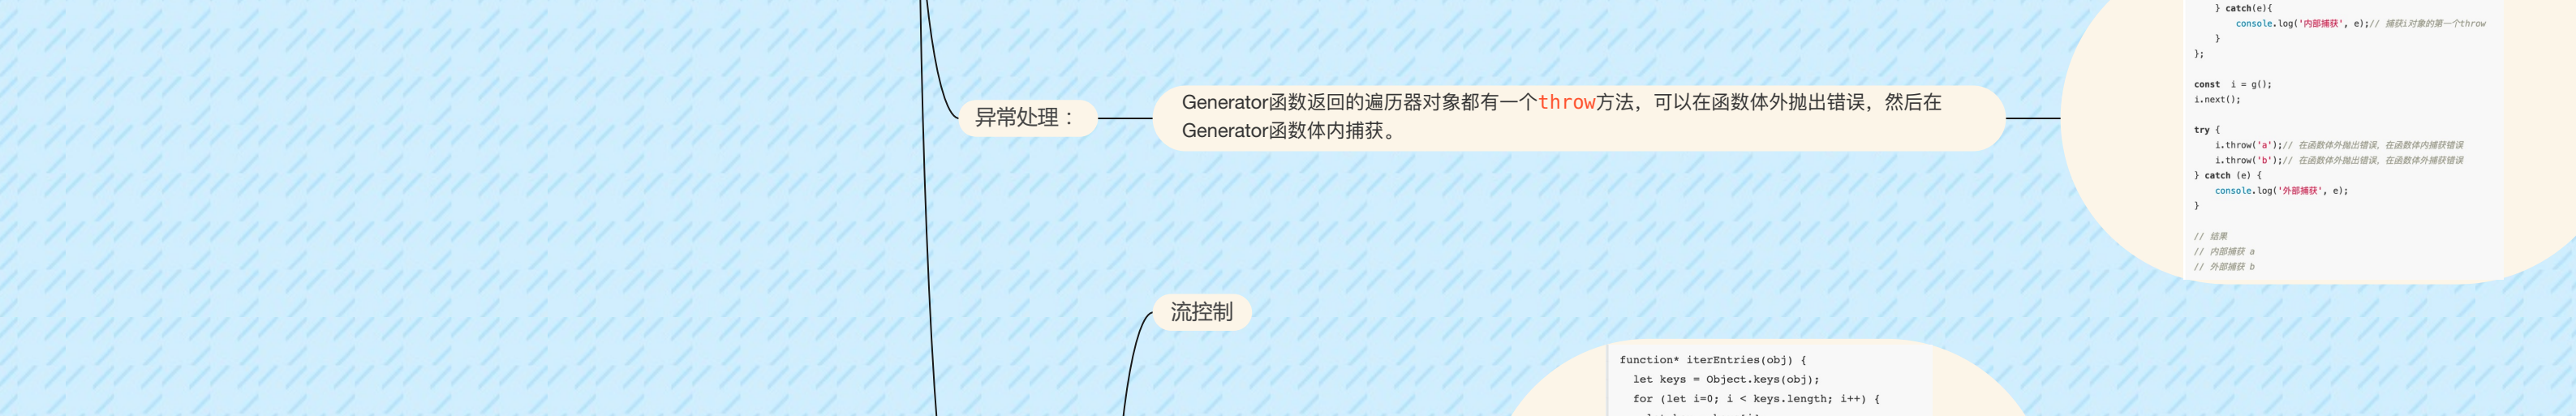 } catch(e){
console.log('内部捕获', e);// 捕获i对象的第一个throw
}
};
const  i = g();
i.next();
try {
i.throw('a');// 在函数体外抛出错误，在函数体内捕获错误
i.throw('b');// 在函数体外抛出错误，在函数体外捕获错误
} catch (e) {
console.log('外部捕获', e);
}
// 结果
// 内部捕获 a
// 外部捕获 b
异常处理：
Generator函数返回的遍历器对象都有一个throw方法，可以在函数体外抛出错误，然后在
Generator函数体内捕获。
流控制
function* iterEntries(obj) {
let keys = Object.keys(obj);
for (let i=0; i < keys.length; i++) {